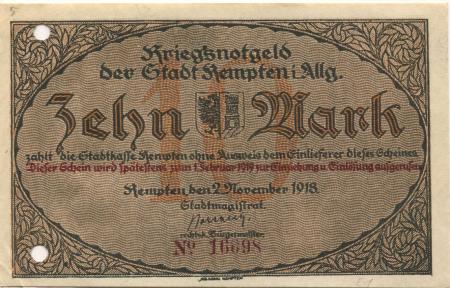 Kriegsnotgeld
der Stadt Kempten i. Allg.
10
Zehn Mark
zahlt die Stadtkasse Kempten ohne Ausweis dem Einlieferer dieses Scheines
Dieser Schein wird spätestens zum 1. Februar 1919 zur Einziehung u. Einlösung aufgerufen
Kempten, den 2. November 1918.
Stadtmagistrat.
rechtsk. Bürgermeister.
No 16698